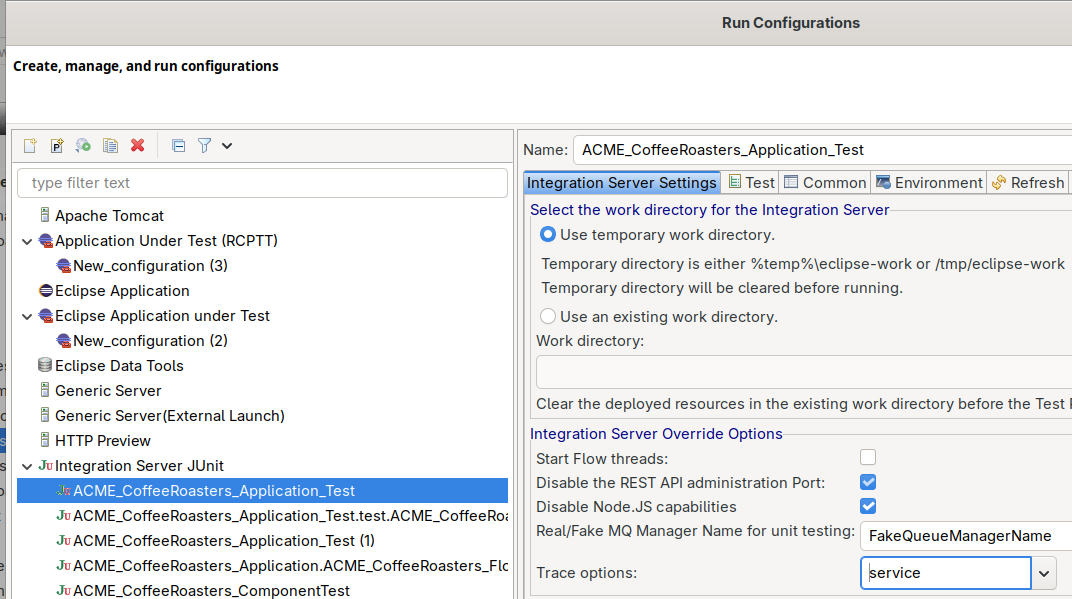 Run Configurations
Create, manage, and run configurations
type filter text
Apache Tomcat
Application Under Test (RCPTT)
New_configuration (3)
Eclipse Application
Eclipse Application under Test
New_configuration (2)
Eclipse Data Tools
Generic Server
Generic Server(External Launch)
HTTP Preview
Ju Integration Server JUnit
Ju ACME_CoffeeRoasters_Application_Test
Ju ACME_CoffeeRoasters_Application_Test.test.ACME_CoffeeRoa
Ju ACME_CoffeeRoasters_Application_Test (1)
Ju ACME_CoffeeRoasters_Application.ACME_CoffeeRoasters_Flo
Ju ACME_CoffeeRoasters_ComponentTest
Name: ACME_CoffeeRoasters_Application_Test
Integration Server Settings Test Common Environment Refresh
Select the work directory for the Integration Server
Use temporary work directory.
Temporary directory is either %temp%\eclipse-work or /tmp/eclipse-work
Temporary directory will be cleared before running.
Use an existing work directory.
Work directory:
Clear the deployed resources in the existing work directory before the Test
Integration Server Override Options
Start Flow threads:
Disable the REST API administration Port:
Disable Node.JS capabilities
Real/Fake MQ Manager Name for unit testing: FakeQueueManagerName
Trace options: service